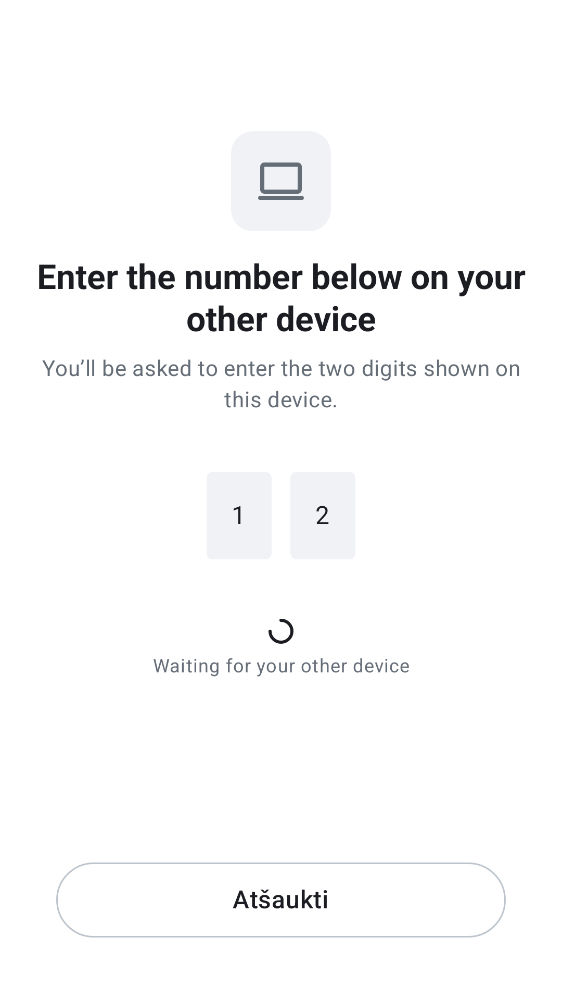 Enter the number below on your
other device
You’ll be asked to enter the two digits shown on
this device.
1 2
Waiting for your other device
Atšaukti